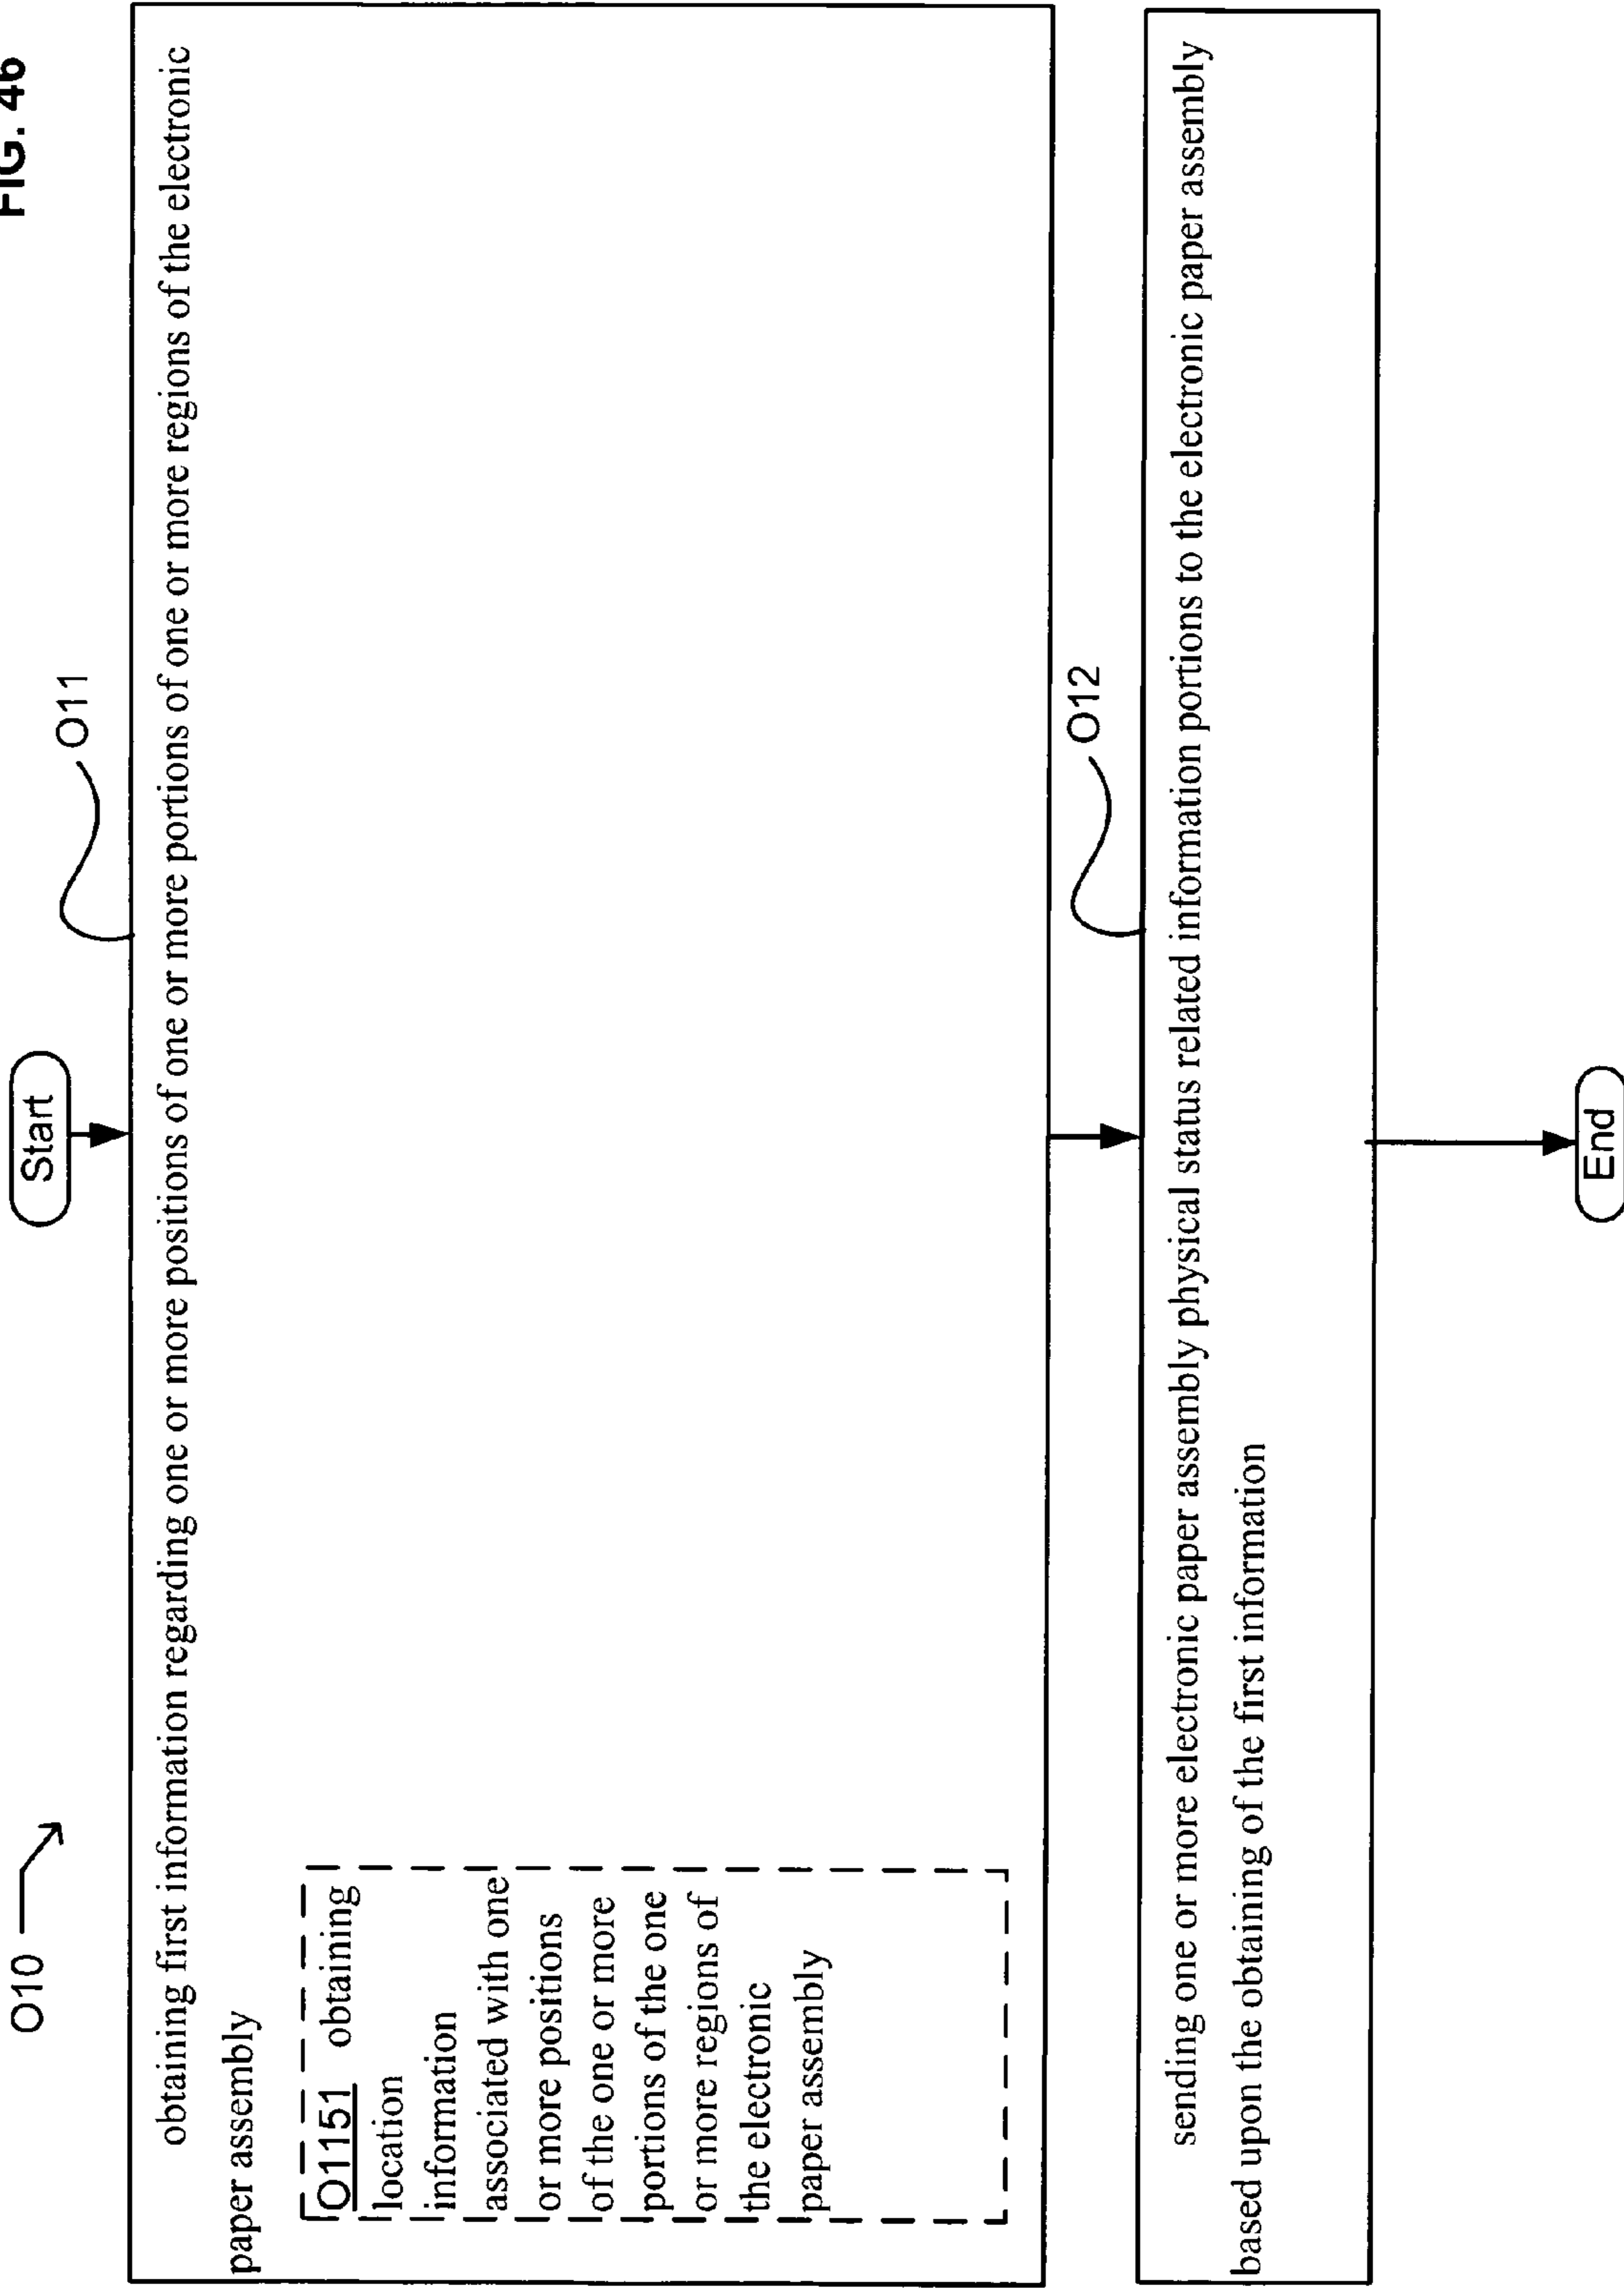 FIG. 46
O10
Start
O11
obtaining first information regarding one or more positions of one or more portions of one or more regions of the electronic
paper assembly
O1151 obtaining
location
information
associated with one
or more positions
of the one or more
portions of the one
or more regions of
the electronic
paper assembly
O12
sending one or more electronic paper assembly physical status related information portions to the electronic paper assembly
based upon the obtaining of the first information
End